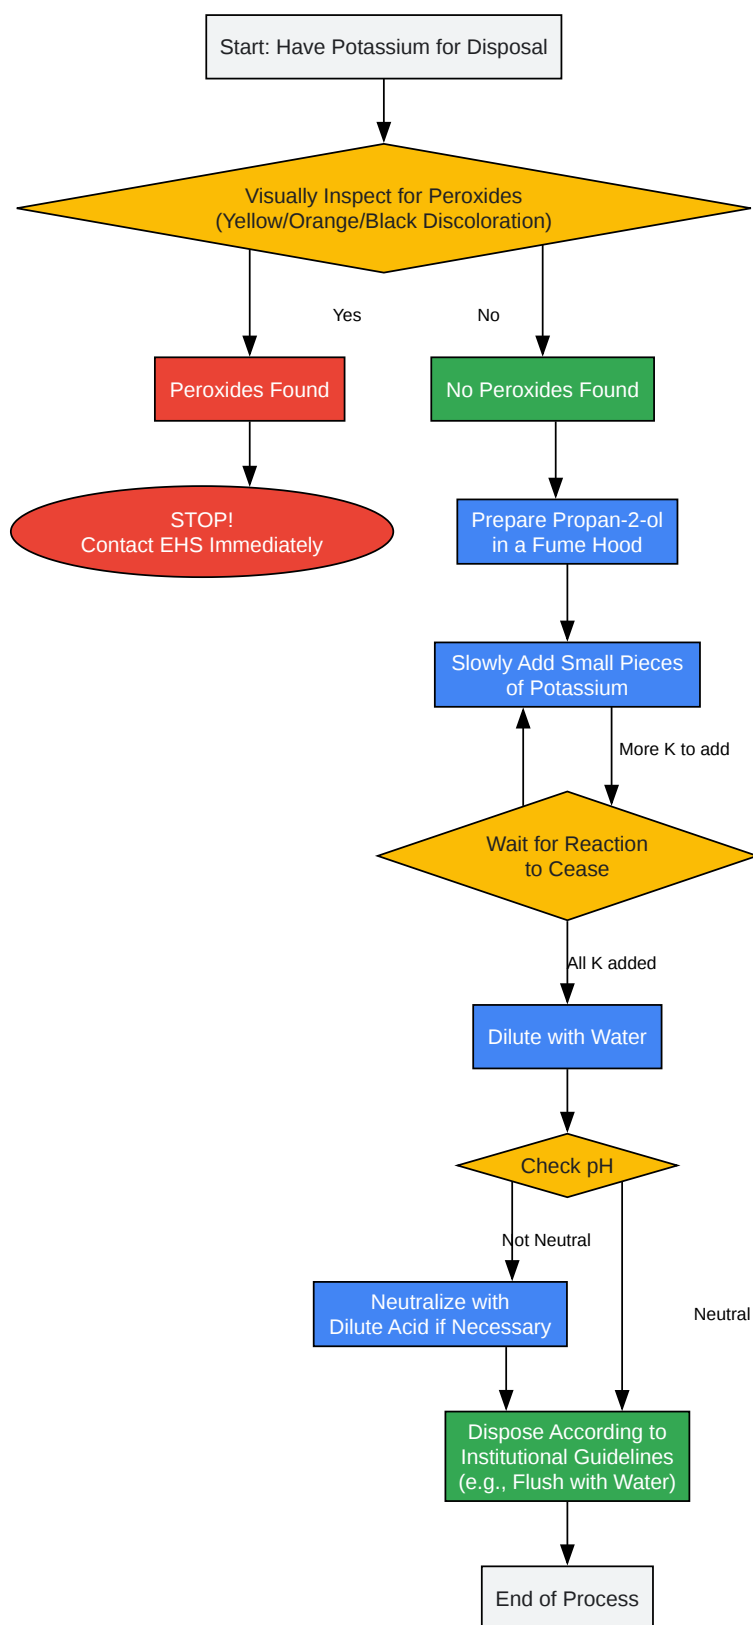 Start: Have Potassium for Disposal
Visually Inspect for Peroxides
(Yellow/Orange/Black Discoloration)
Yes
No
Peroxides Found
No Peroxides Found
STOP!
Contact EHS Immediately
Prepare Propan-2-ol
in a Fume Hood
Slowly Add Small Pieces
of Potassium
More K to add
Wait for Reaction
to Cease
All K added
Dilute with Water
Check pH
Not Neutral
Neutralize with
Dilute Acid if Necessary
Neutral
Dispose According to
Institutional Guidelines
(e.g., Flush with Water)
End of Process